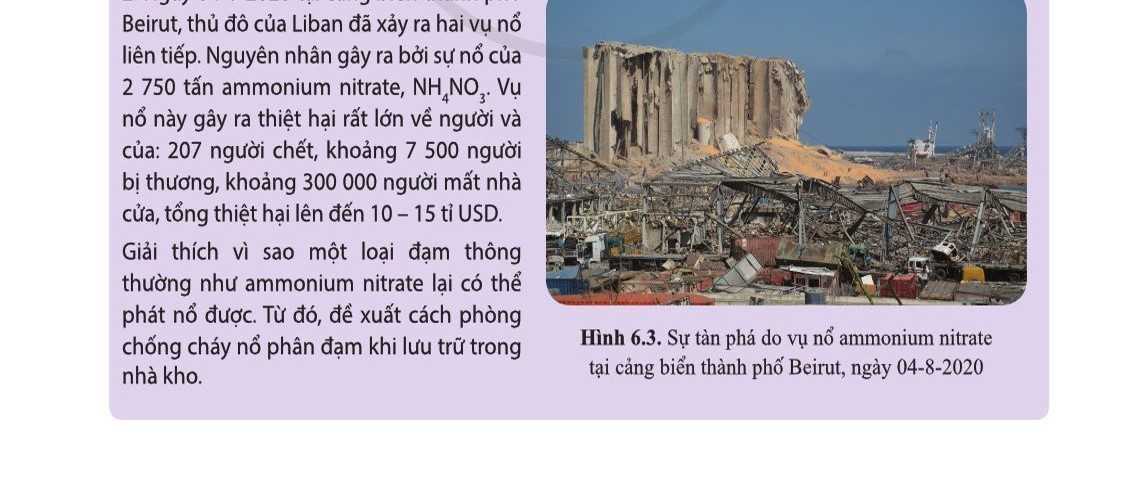 Beirut, thủ đô của Liban đã xảy ra hai vụ nổ
liên tiếp. Nguyên nhân gây ra bởi sự nổ của
2 750 tấn ammonium nitrate, NH₄NO₃. Vụ
nổ này gây ra thiệt hại rất lớn về người và
của: 207 người chết, khoảng 7 500 người
bị thương, khoảng 300 000 người mất nhà
cửa, tổng thiệt hại lên đến 10 – 15 tỉ USD.
Giải thích vì sao một loại đạm thông
thường như ammonium nitrate lại có thể
phát nổ được. Từ đó, đề xuất cách phòng
chống cháy nổ phân đạm khi lưu trữ trong
nhà kho.
Hình 6.3. Sự tàn phá do vụ nổ ammonium nitrate
tại cảng biển thành phố Beirut, ngày 04-8-2020